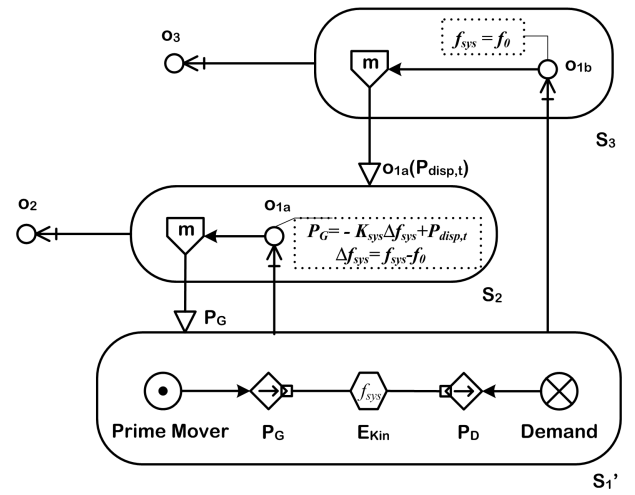 o3
fsys = f0
m
o1b
S3
o1a(Pdisp,t)
o2
o1a
m
PG= - KsysΔfsys+Pdisp,t
Δfsys= fsys-f0
S2
PG
fsys
Prime Mover PG EKin PD Demand
S1’